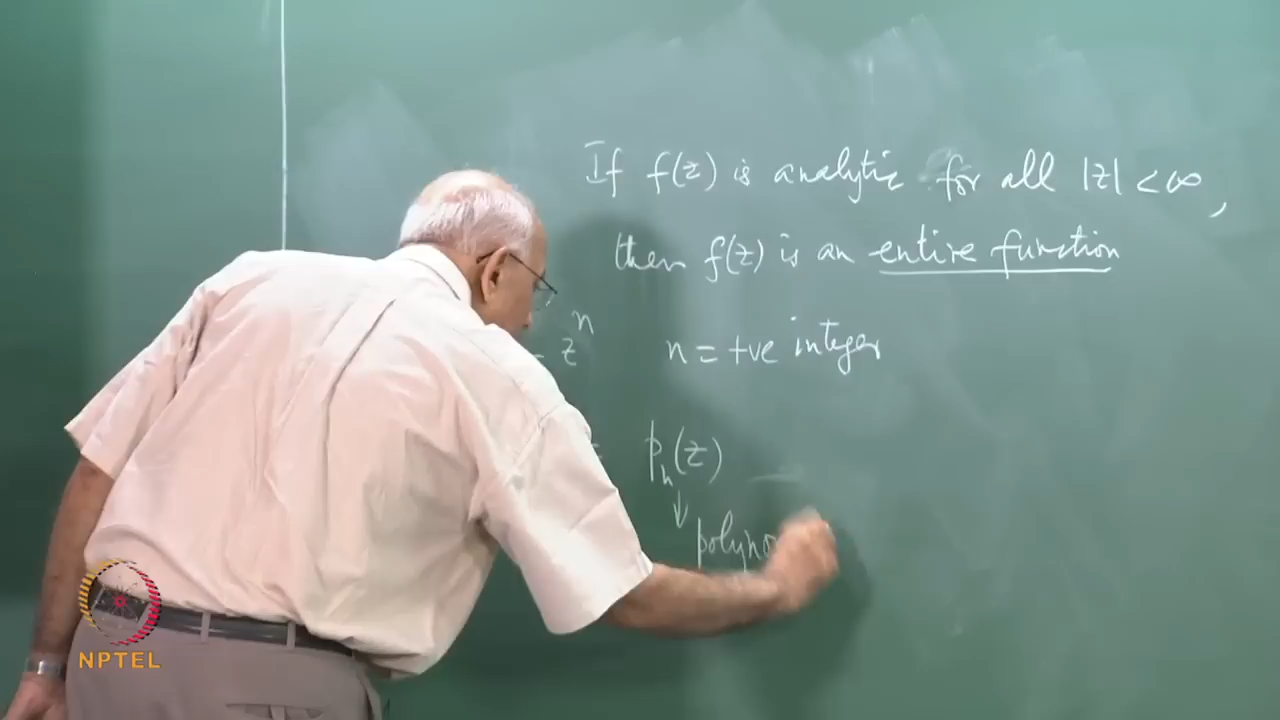 If f(z) is analytic for all |z| < ∞,
then f(z) is an entire function
= z^n    n = +ve integer
= p_n(z) —
↓
polyno
NPTEL